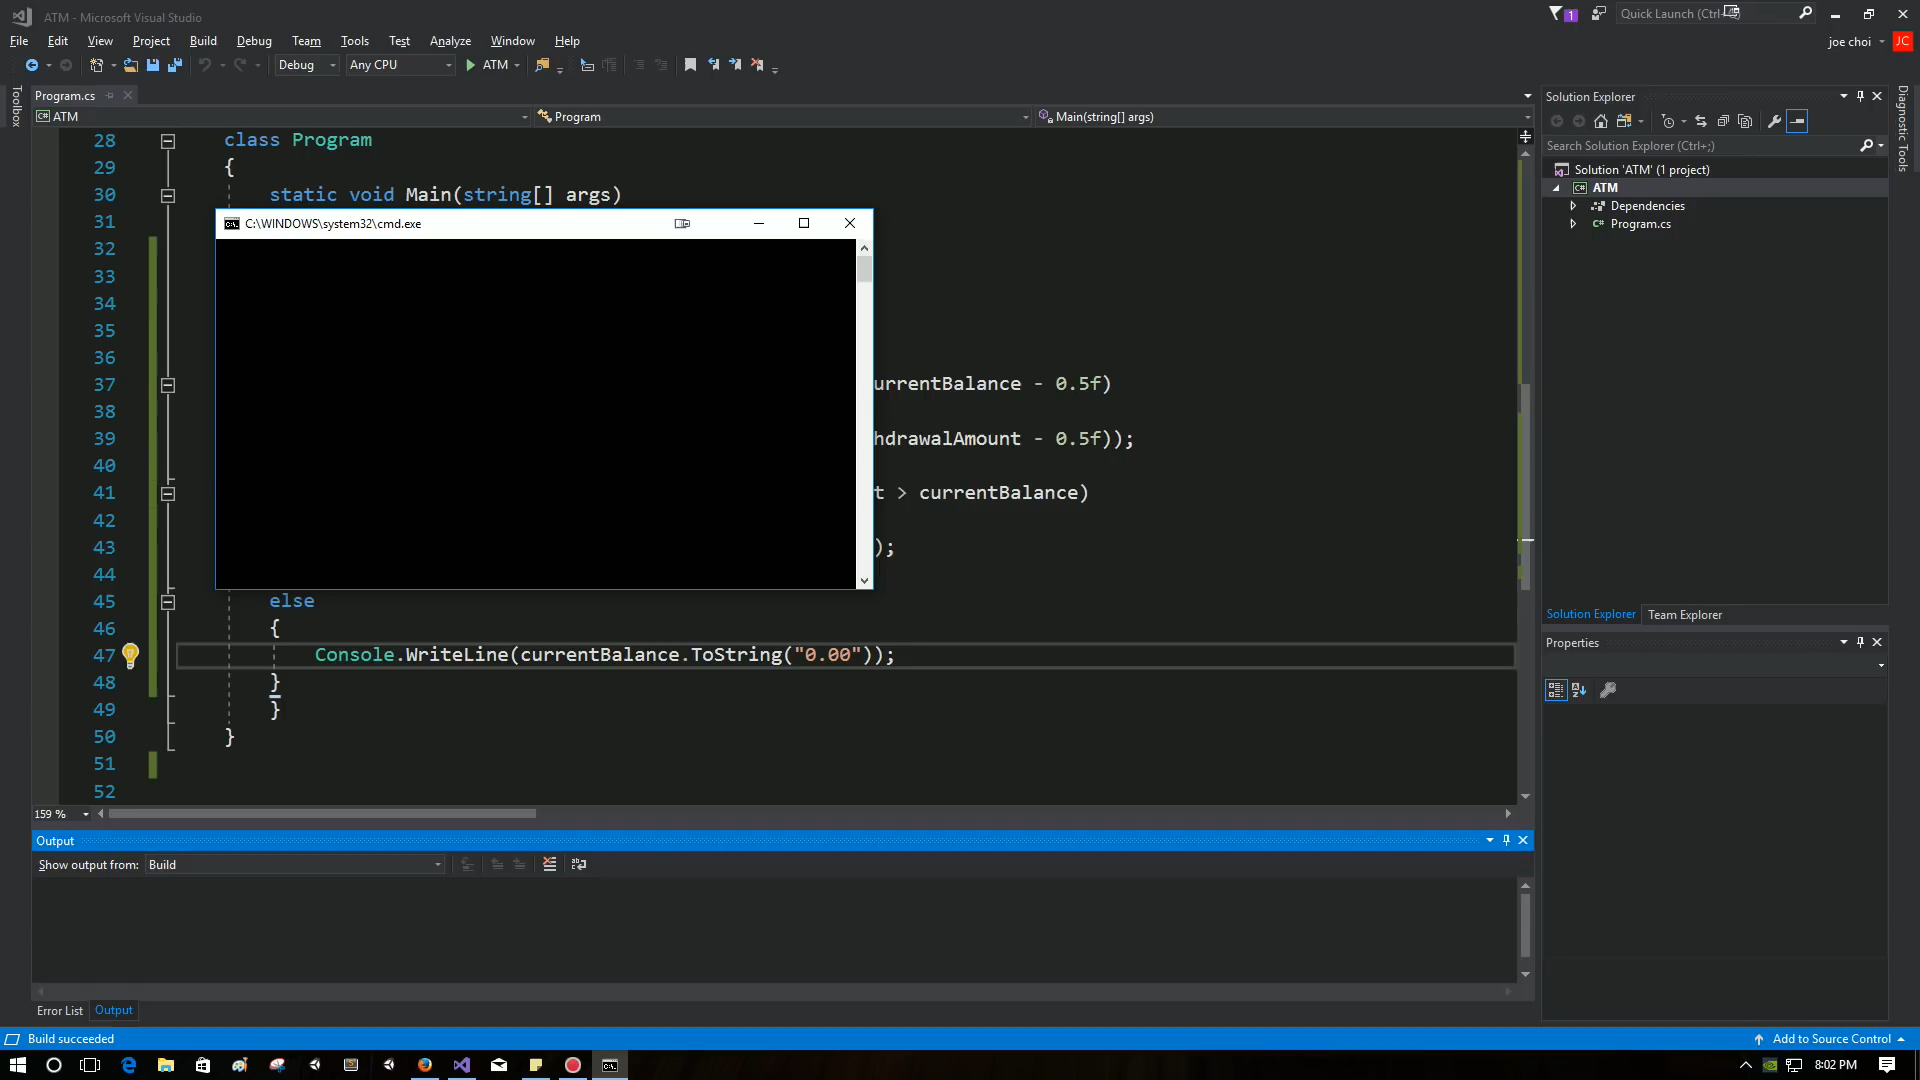 ATM - Microsoft Visual Studio
1
Quick Launch (Ctrl+Q)
File Edit View Project Build Debug Team Tools Test Analyze Window Help
joe choi JC
Debug Any CPU ATM
Toolbox
Program.cs
ATM
Program
Main(string[] args)
28 class Program
29 {
30 static void Main(string[] args)
31
C:\WINDOWS\system32\cmd.exe
32
33
34
35
36
37 urrentBalance - 0.5f)
38
39 hdrawalAmount - 0.5f));
40
41 t > currentBalance)
42
43 );
44
45 else
46 {
47 Console.WriteLine(currentBalance.ToString("0.00"));
48 }
49 }
50 }
51
52
159 %
Output
Show output from: Build
Error List Output
Build succeeded
Solution Explorer
Search Solution Explorer (Ctrl+;)
Solution 'ATM' (1 project)
C# ATM
Dependencies
C# Program.cs
Solution Explorer Team Explorer
Properties
Diagnostic Tools
Add to Source Control
8:02 PM